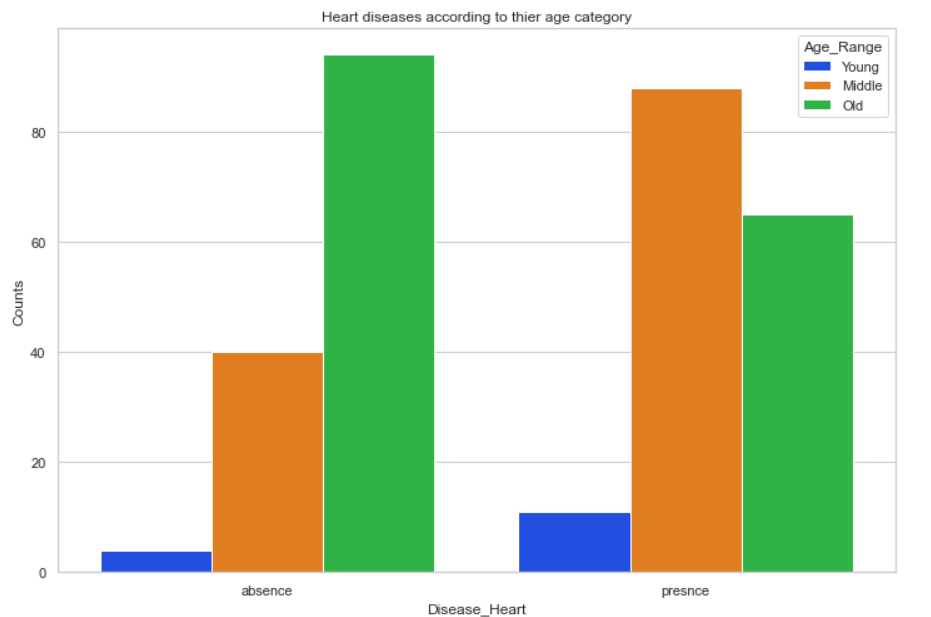 Heart diseases according to thier age category
Age_Range
Young
Middle
Old
80
60
40
20
0
Counts
absence
presnce
Disease_Heart